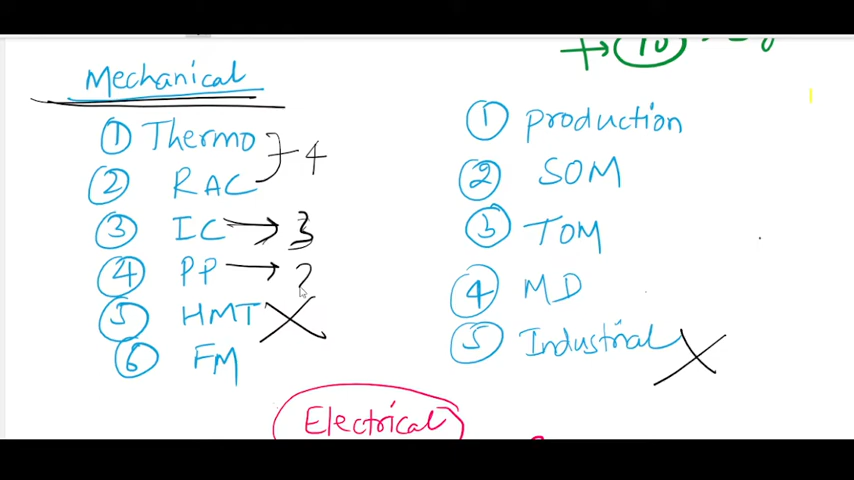 Mechanical
① Thermo
② RAC
4
③ IC → 3
④ PP →
⑤ HMT X
⑥ FM
① production
② SOM
③ TOM
④ MD
⑤ Industrial X
Electrical